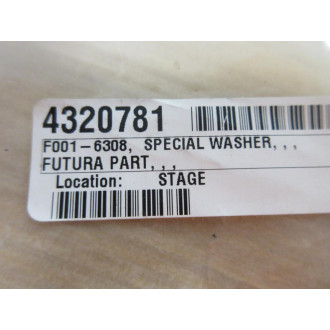 4320781
F001-6308, SPECIAL WASHER,,,
FUTURA PART,,,
Location: STAGE